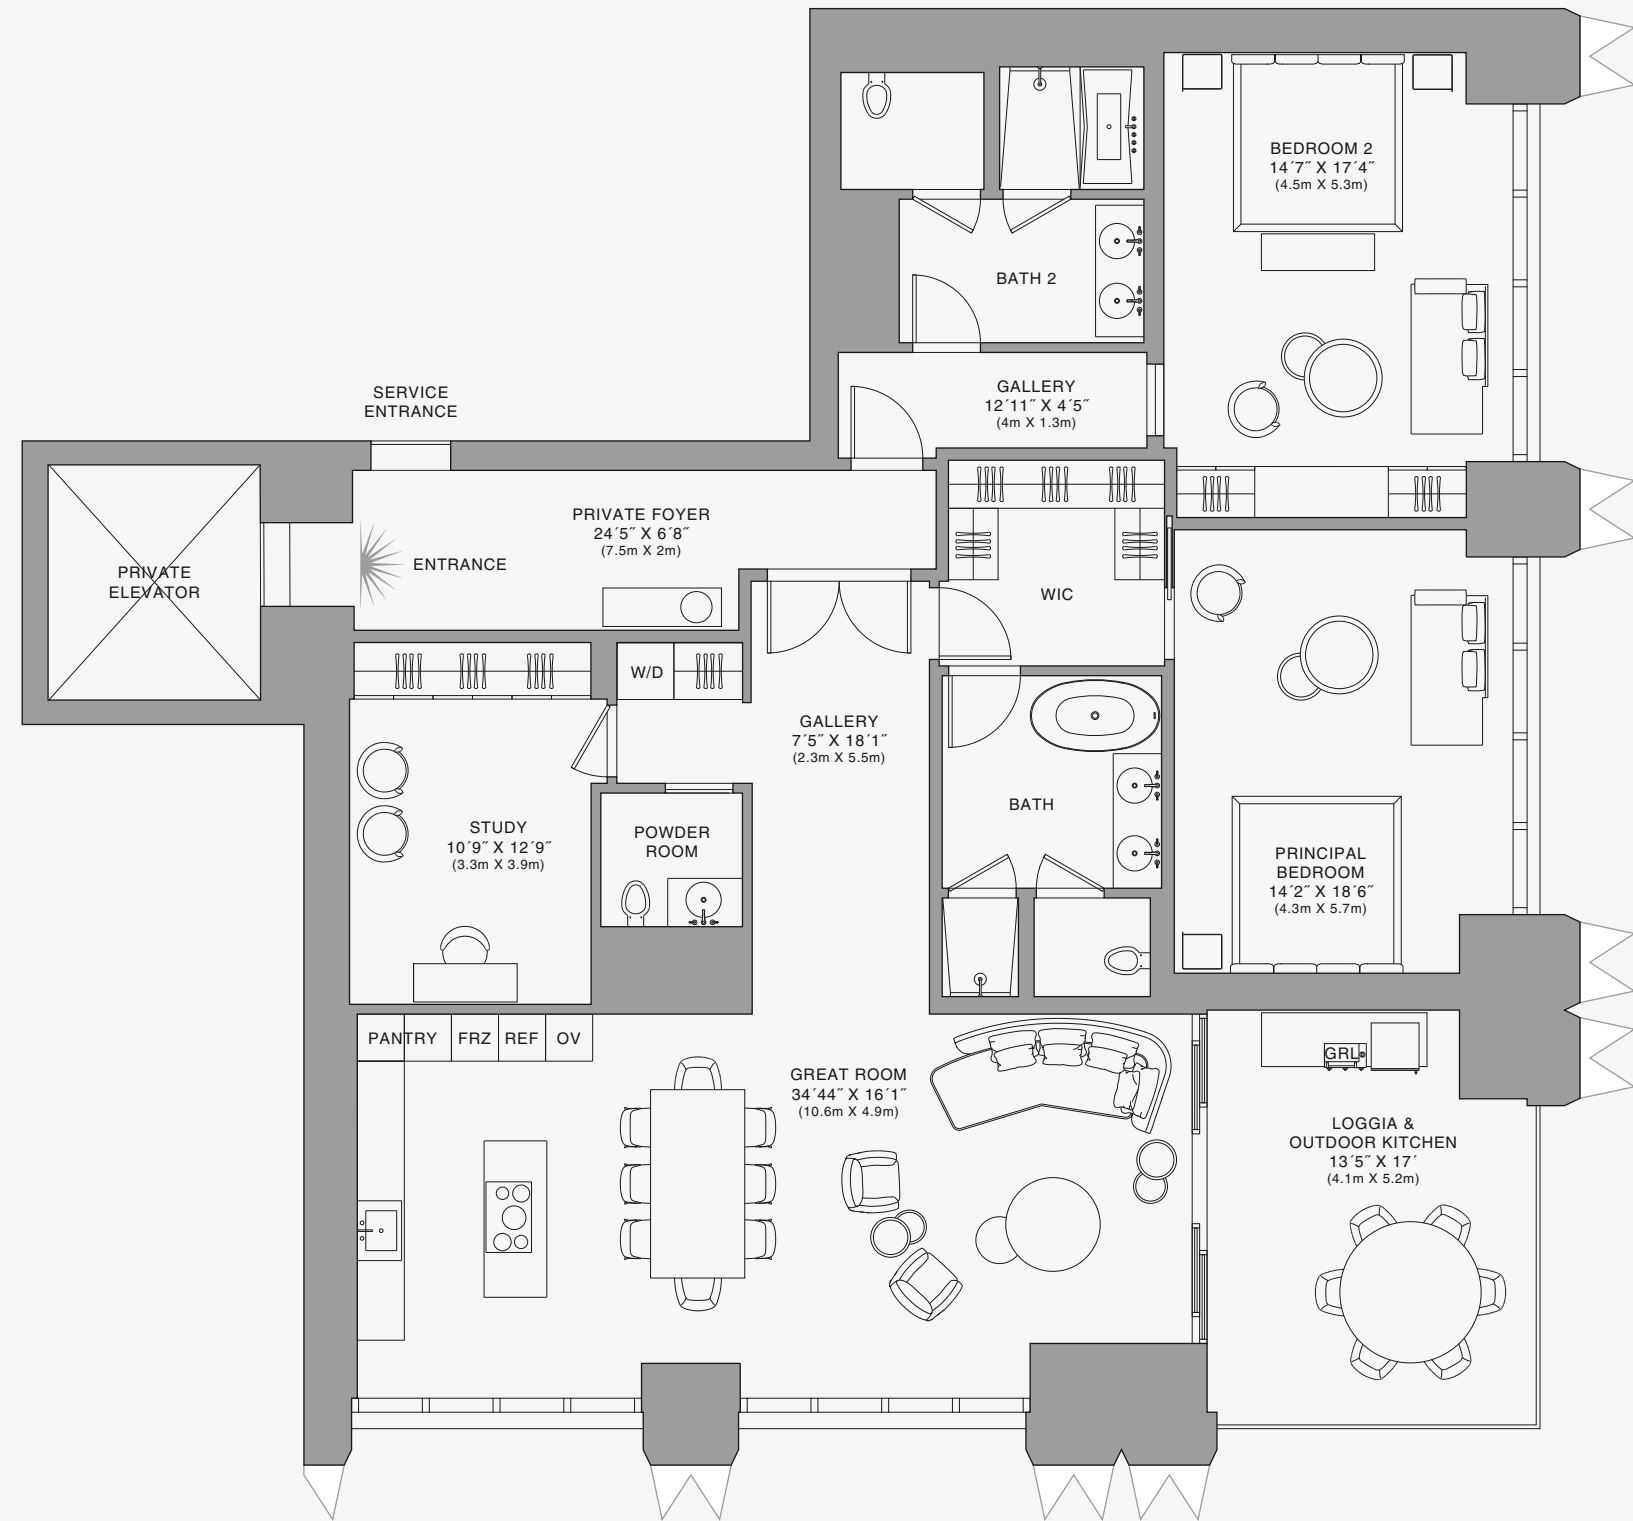 BEDROOM 2
14´7˝ X 17´4˝
(4.5m X 5.3m)
BATH 2
SERVICE
ENTRANCE
GALLERY
12´11˝ X 4´5˝
(4m X 1.3m)
PRIVATE FOYER
24´5˝ X 6´8˝
(7.5m X 2m)
ENTRANCE
PRIVATE
ELEVATOR
WIC
W/D
GALLERY
7´5˝ X 18´1˝
(2.3m X 5.5m)
BATH
STUDY
10´9˝ X 12´9˝
(3.3m X 3.9m)
POWDER
ROOM
PRINCIPAL
BEDROOM
14´2˝ X 18´6˝
(4.3m X 5.7m)
PANTRY
FRZ
REF
OV
GREAT ROOM
34´44˝ X 16´1˝
(10.6m X 4.9m)
GRL
LOGGIA &
OUTDOOR KITCHEN
13´5˝ X 17´
(4.1m X 5.2m)